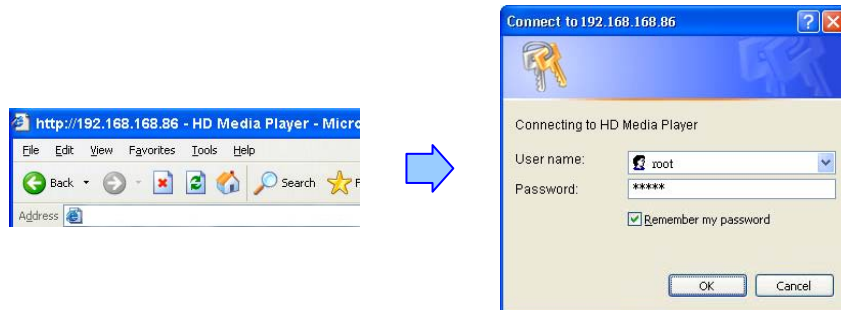 http://192.168.168.86 - HD Media Player - Micro
File Edit View Favorites Tools Help
Back Search F
Address
Connect to 192.168.168.86
Connecting to HD Media Player
User name: root
Password: *****
Remember my password
OK Cancel